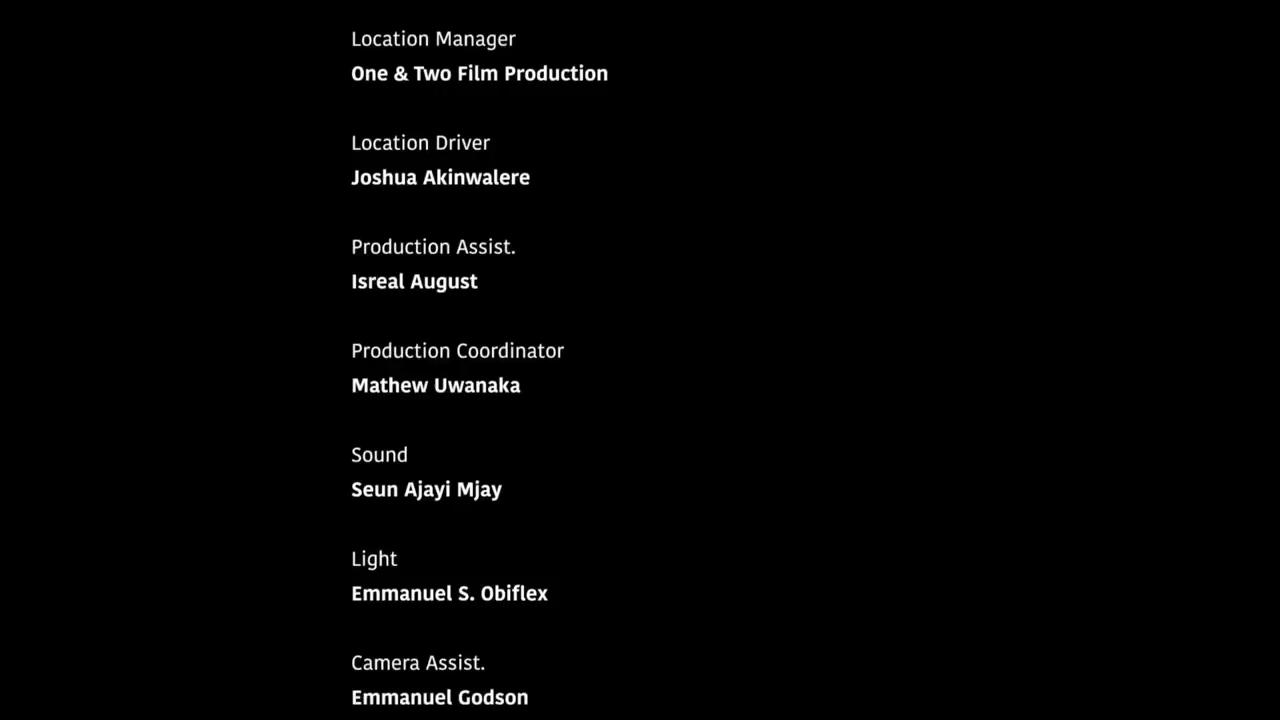 Location Manager
One & Two Film Production
Location Driver
Joshua Akinwalere
Production Assist.
Isreal August
Production Coordinator
Mathew Uwanaka
Sound
Seun Ajayi Mjay
Light
Emmanuel S. Obiflex
Camera Assist.
Emmanuel Godson